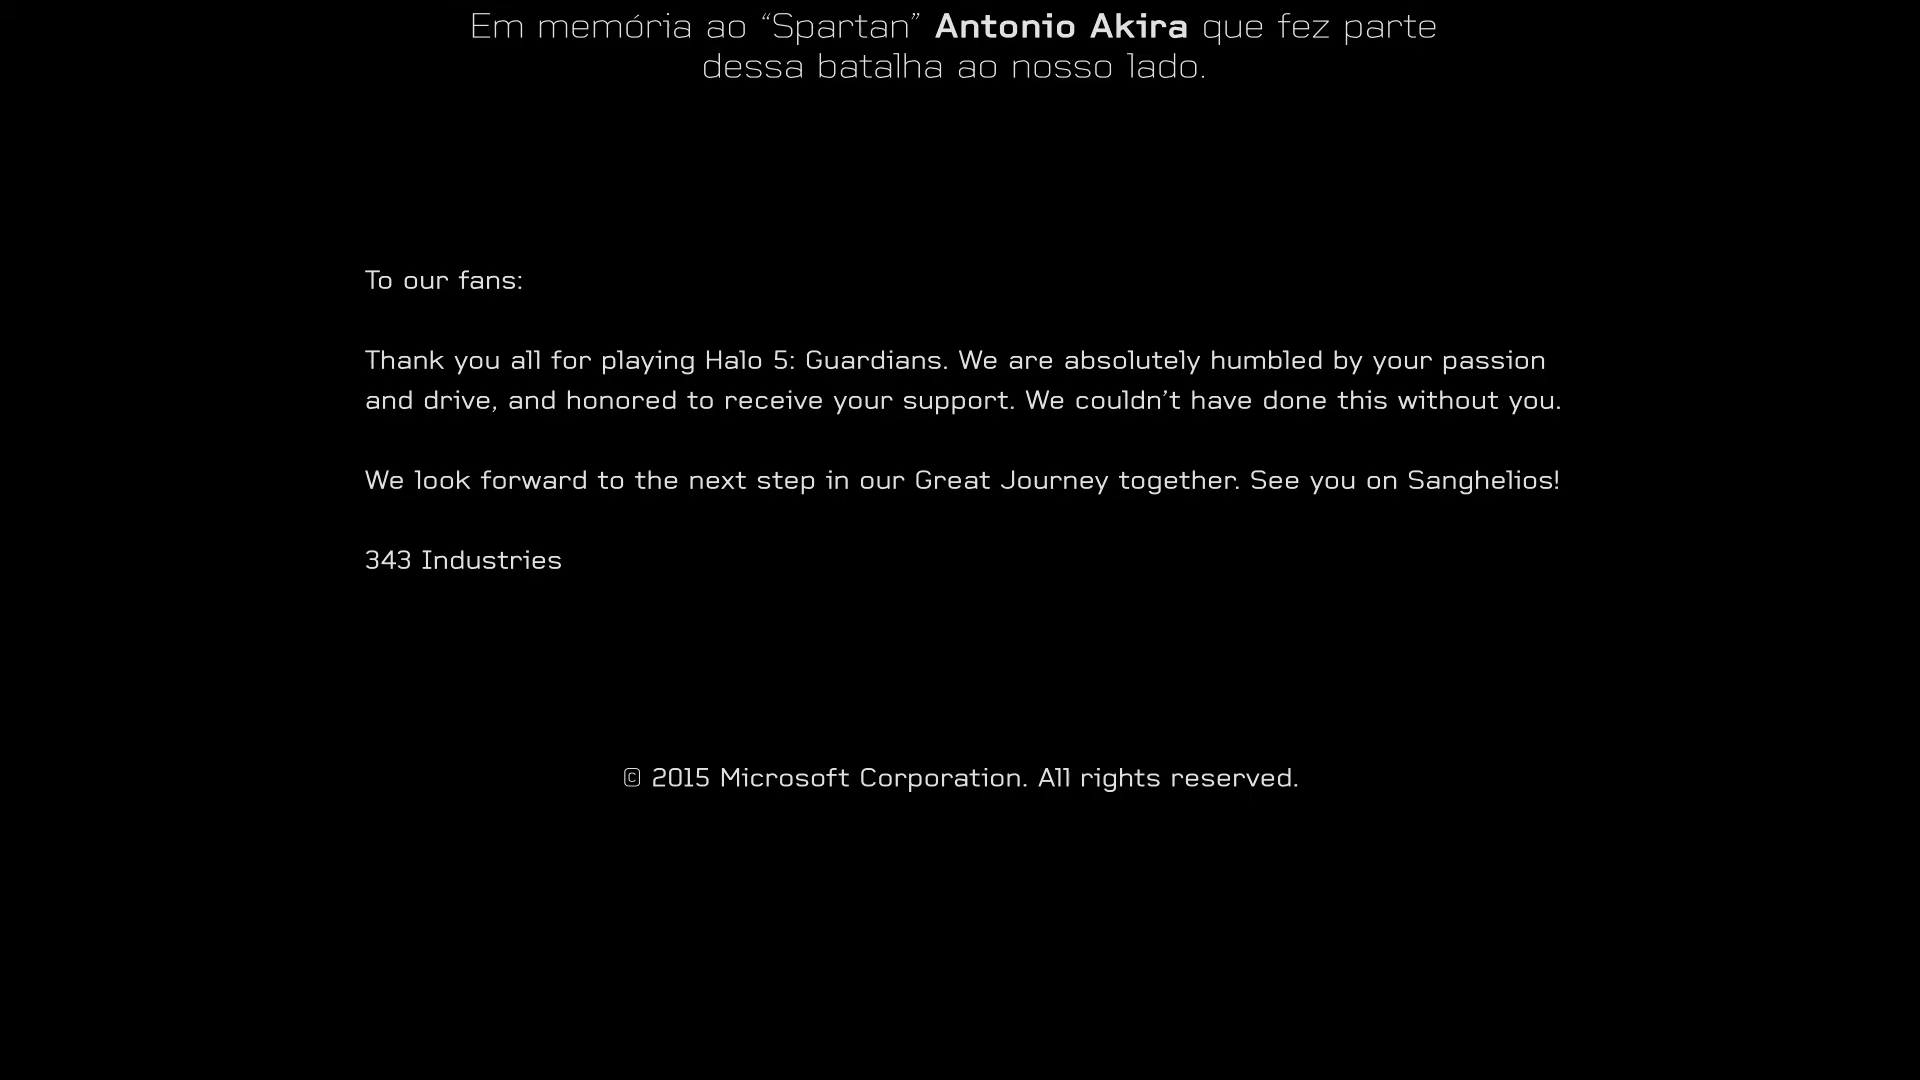 Em memória ao “Spartan” Antonio Akira que fez parte
dessa batalha ao nosso lado.
To our fans:
Thank you all for playing Halo 5: Guardians. We are absolutely humbled by your passion
and drive, and honored to receive your support. We couldn’t have done this without you.
We look forward to the next step in our Great Journey together. See you on Sanghelios!
343 Industries
© 2015 Microsoft Corporation. All rights reserved.